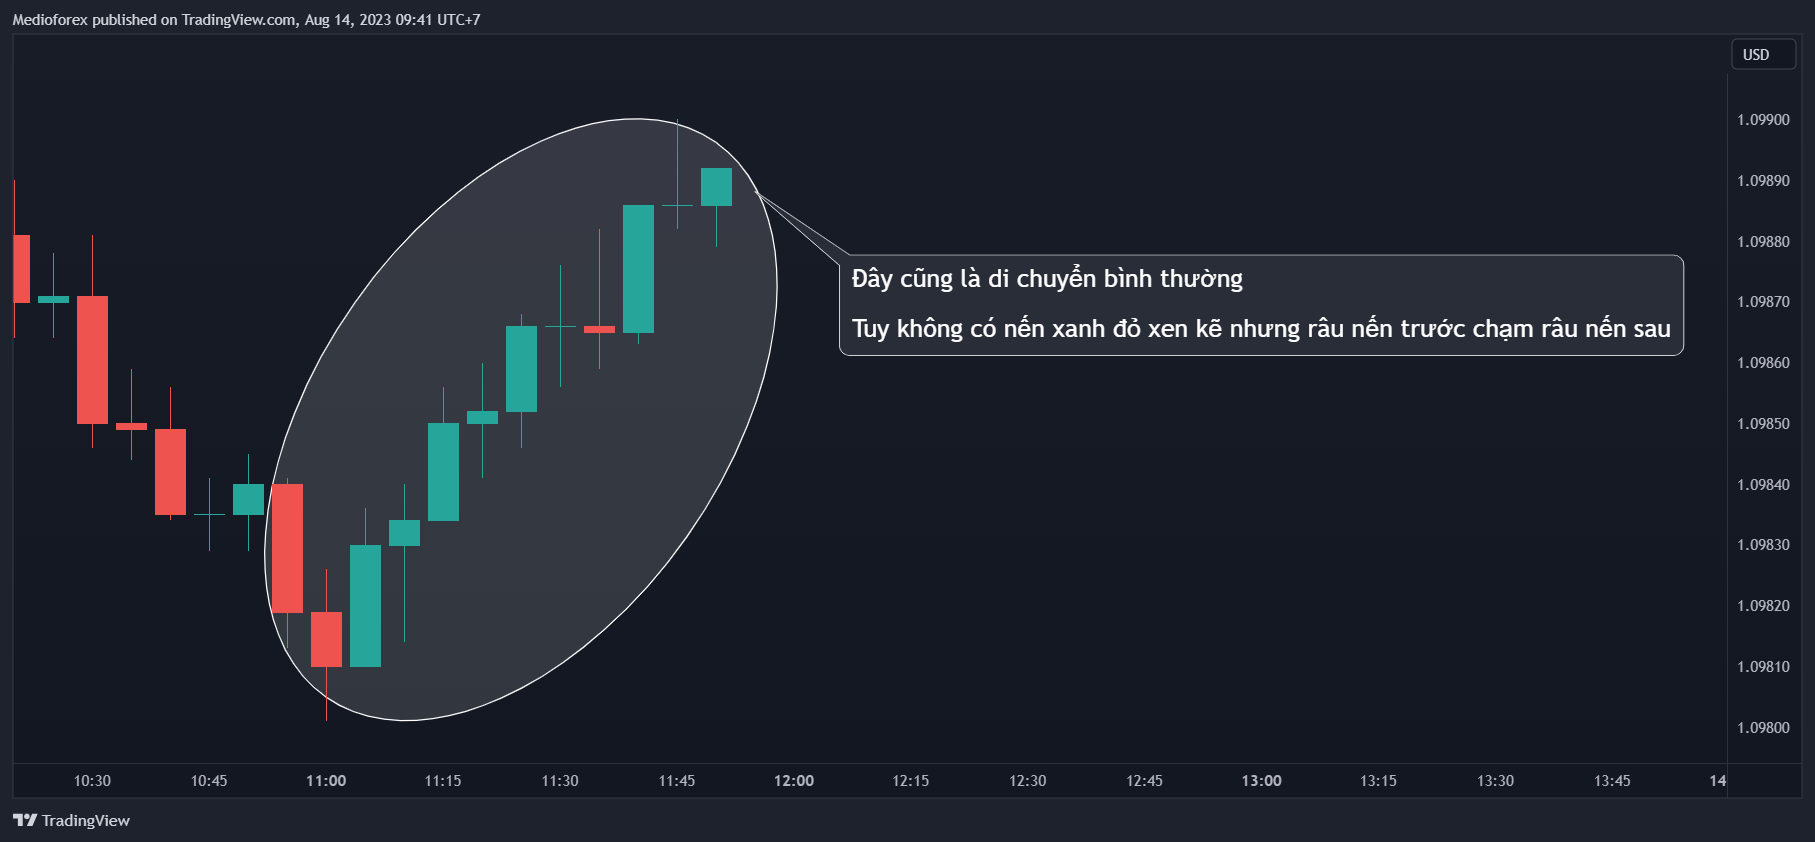 Medioforex published on TradingView.com, Aug 14, 2023 09:41 UTC+7
USD
1.09900
1.09890
1.09880
1.09870
1.09860
1.09850
1.09840
1.09830
1.09820
1.09810
1.09800
Đây cũng là di chuyển bình thường
Tuy không có nến xanh đỏ xen kẽ nhưng râu nến trước chạm râu nến sau
10:30 10:45 11:00 11:15 11:30 11:45 12:00 12:15 12:30 12:45 13:00 13:15 13:30 13:45 14
TradingView